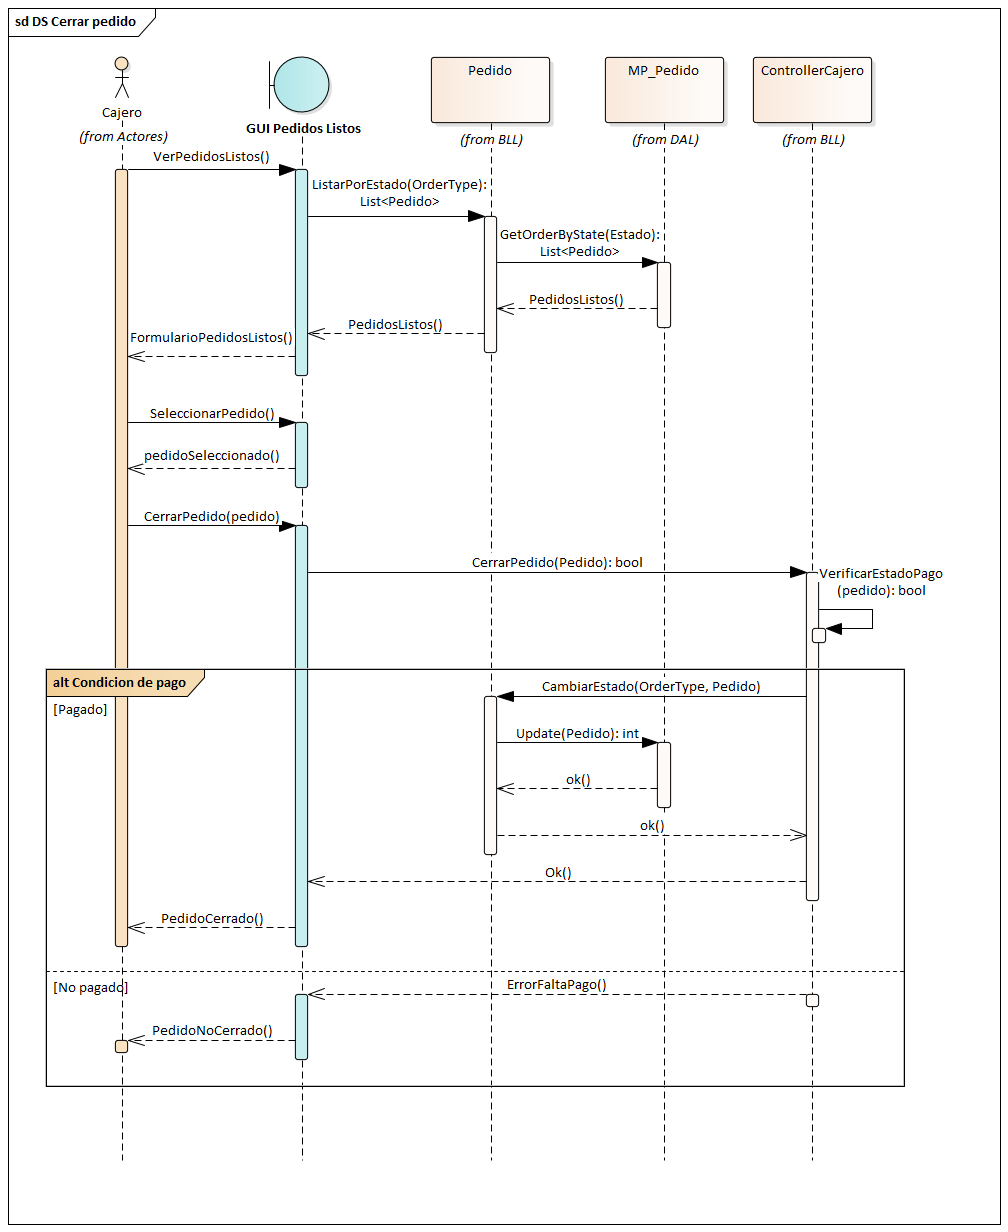 sd DS Cerrar pedido
Cajero
(from Actores)
GUI Pedidos Listos
Pedido
(from BLL)
MP_Pedido
(from DAL)
ControllerCajero
(from BLL)
VerPedidosListos()
ListarPorEstado(OrderType):
List<Pedido>
GetOrderByState(Estado):
List<Pedido>
PedidosListos()
PedidosListos()
FormularioPedidosListos()
SeleccionarPedido()
pedidoSeleccionado()
CerrarPedido(pedido)
CerrarPedido(Pedido): bool
VerificarEstadoPago
(pedido): bool
alt Condicion de pago
[Pagado]
CambiarEstado(OrderType, Pedido)
Update(Pedido): int
ok()
ok()
Ok()
PedidoCerrado()
[No pagado]
ErrorFaltaPago()
PedidoNoCerrado()